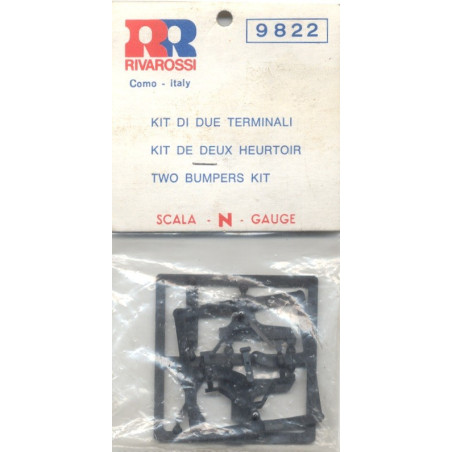 RR
9822
RIVAROSSI
Como - italy
KIT DI DUE TERMINALI
KIT DE DEUX HEURTOIR
TWO BUMPERS KIT
SCALA - N - GAUGE